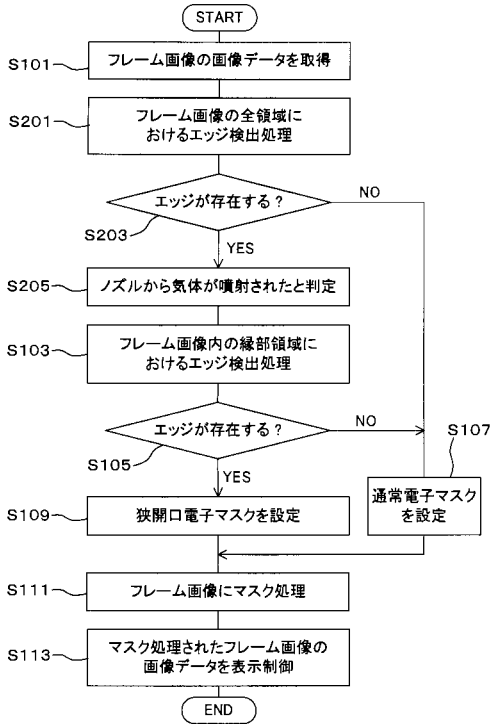 START
S101
フレーム画像の画像データを取得
S201
フレーム画像の全領域に
おけるエッジ検出処理
エッジが存在する?
NO
S203
YES
S205
ノズルから気体が噴射されたと判定
S103
フレーム画像内の縁部領域に
おけるエッジ検出処理
エッジが存在する?
NO
S107
S105
YES
通常電子マスク
を設定
S109
狭開口電子マスクを設定
S111
フレーム画像にマスク処理
S113
マスク処理されたフレーム画像の
画像データを表示制御
END